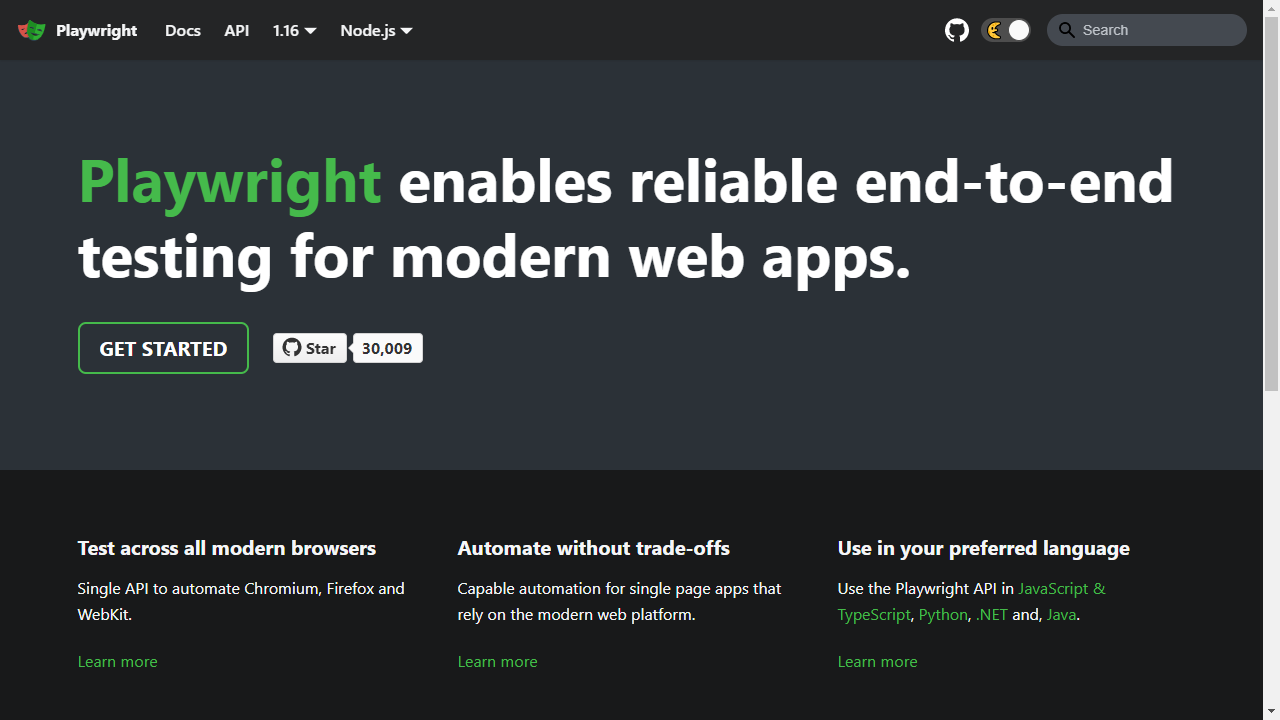 Playwright Docs API 1.16 Node.js Search
Playwright enables reliable end-to-end
testing for modern web apps.
GET STARTED Star 30,009
Test across all modern browsers
Single API to automate Chromium, Firefox and
WebKit.
Learn more
Automate without trade-offs
Capable automation for single page apps that
rely on the modern web platform.
Learn more
Use in your preferred language
Use the Playwright API in JavaScript &
TypeScript, Python, .NET and, Java.
Learn more